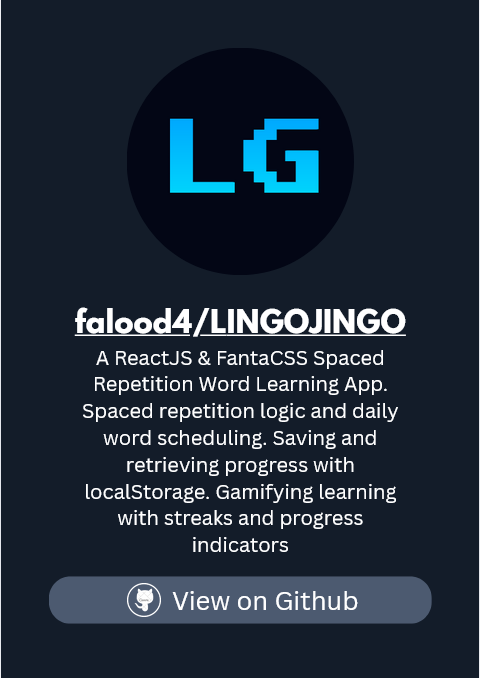 LG
falood4/LINGOJINGO
A ReactJS & FantaCSS Spaced
Repetition Word Learning App.
Spaced repetition logic and daily
word scheduling. Saving and
retrieving progress with
localStorage. Gamifying learning
with streaks and progress
indicators
View on Github